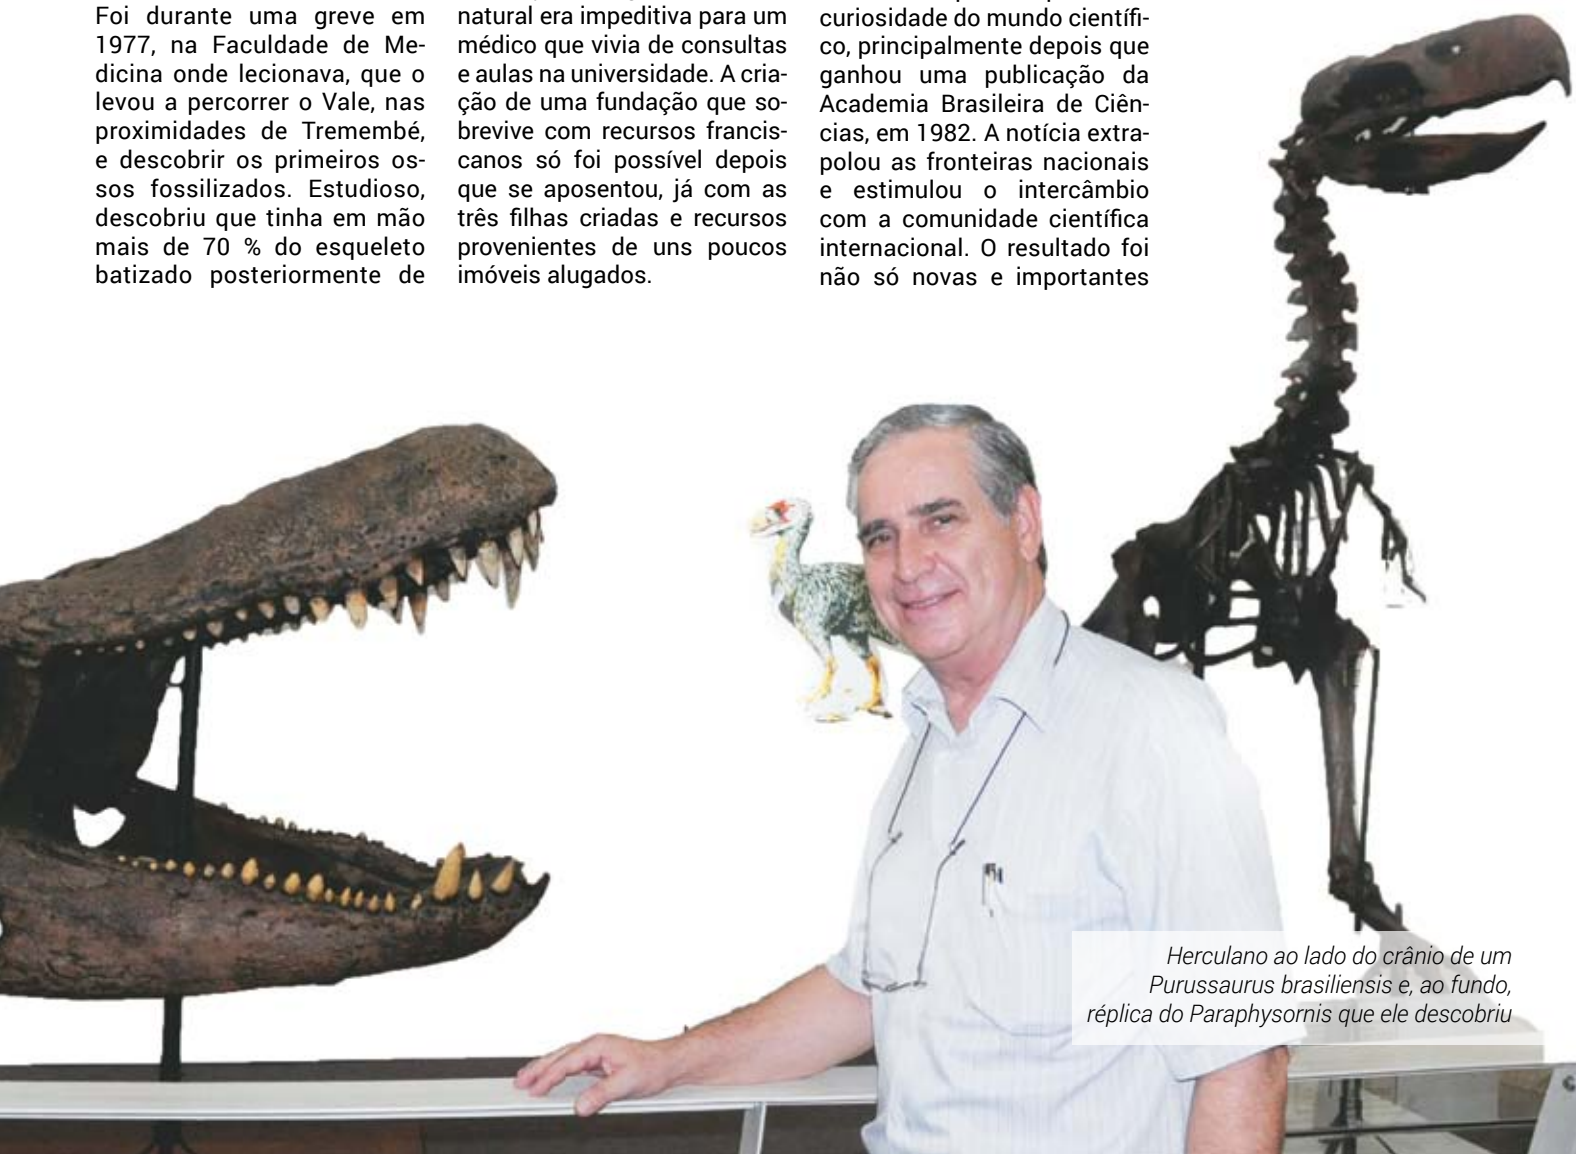 Foi durante uma greve em
1977, na Faculdade de Me-
dicina onde lecionava, que o
levou a percorrer o Vale, nas
proximidades de Tremembé,
e descobrir os primeiros os-
sos fossilizados. Estudioso,
descobriu que tinha em mão
mais de 70 % do esqueleto
batizado posteriormente de
natural era impeditiva para um
médico que vivia de consultas
e aulas na universidade. A cria-
ção de uma fundação que so-
brevive com recursos francis-
canos só foi possível depois
que se aposentou, já com as
três filhas criadas e recursos
provenientes de uns poucos
imóveis alugados.
curiosidade do mundo científi-
co, principalmente depois que
ganhou uma publicação da
Academia Brasileira de Ciên-
cias, em 1982. A notícia extra-
polou as fronteiras nacionais
e estimulou o intercâmbio
com a comunidade científica
internacional. O resultado foi
não só novas e importantes
Herculano ao lado do crânio de um
Purussaurus brasiliensis e, ao fundo,
réplica do Paraphysornis que ele descobriu